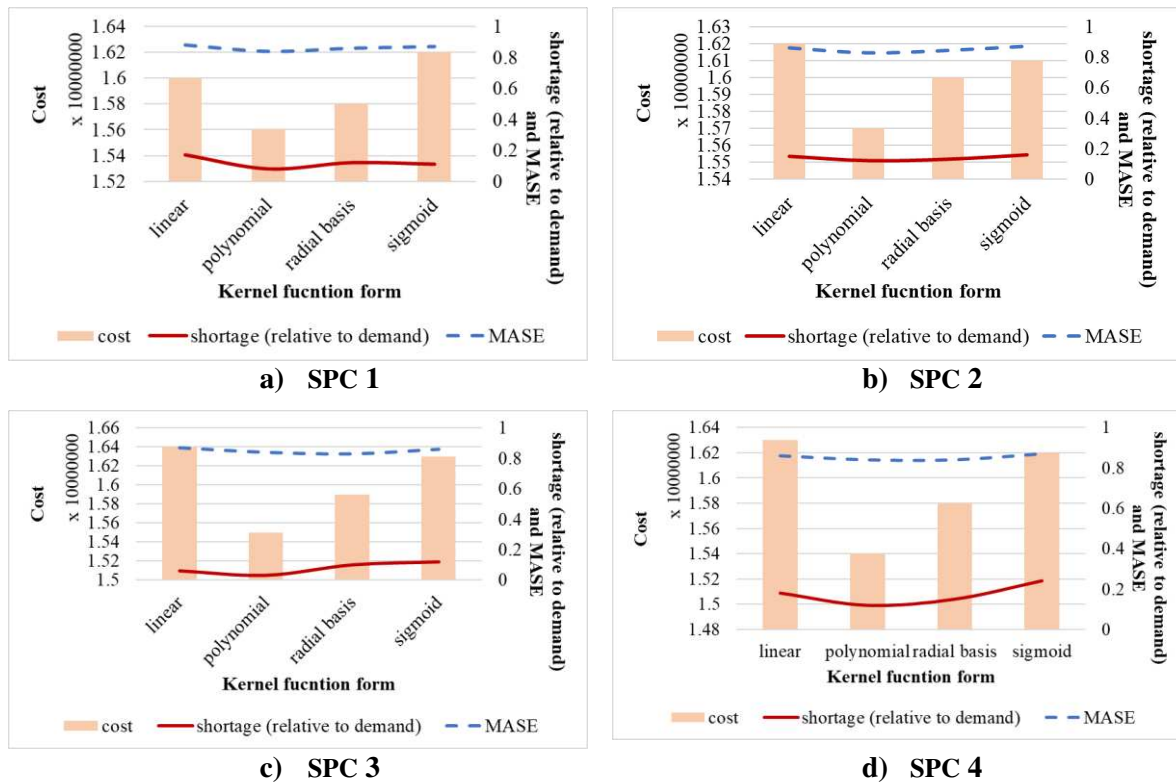 1.64
1.62
1.6
1.58
1.56
1.54
1.52
Cost
x 100000000
1
0.8
0.6
0.4
0.2
0
shortage (relative to demand)
and MASE
linear
polynomial
radial basis
sigmoid
Kernel fucntion form
cost
shortage (relative to demand)
MASE
a) SPC 1
1.63
1.62
1.61
1.6
1.59
1.58
1.57
1.56
1.55
1.54
Cost
x 100000000
1
0.8
0.6
0.4
0.2
0
shortage (relative to demand)
and MASE
linear
polynomial
radial basis
sigmoid
Kernel fucntion form
cost
shortage (relative to demand)
MASE
b) SPC 2
1.66
1.64
1.62
1.6
1.58
1.56
1.54
1.52
1.5
Cost
x 100000000
1
0.8
0.6
0.4
0.2
0
shortage (relative to demand)
and MASE
linear
polynomial
radial basis
sigmoid
Kernel fucntion form
cost
shortage (relative to demand)
MASE
c) SPC 3
1.64
1.62
1.6
1.58
1.56
1.54
1.52
1.5
1.48
Cost
x 100000000
1
0.8
0.6
0.4
0.2
0
shortage (relative to demand)
and MASE
linear
polynomial
radial basis
sigmoid
Kernel fucntion form
cost
shortage (relative to demand)
MASE
d) SPC 4